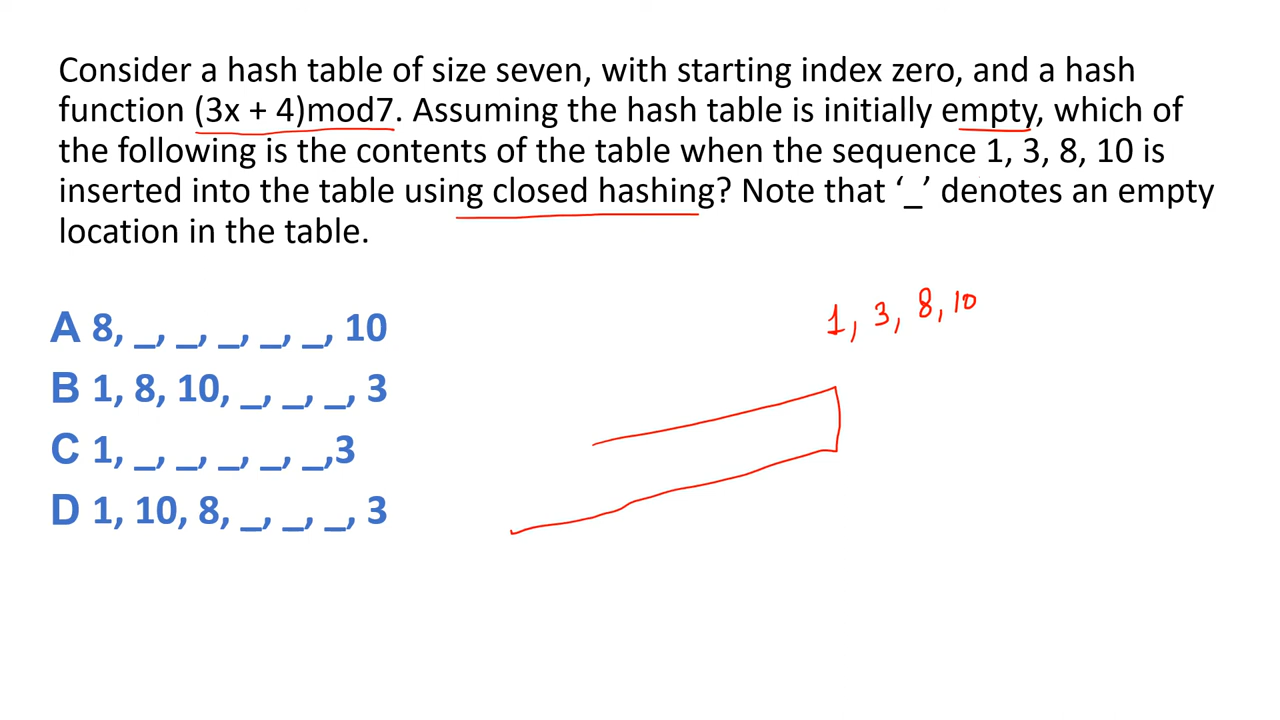 Consider a hash table of size seven, with starting index zero, and a hash
function (3x + 4)mod7. Assuming the hash table is initially empty, which of
the following is the contents of the table when the sequence 1, 3, 8, 10 is
inserted into the table using closed hashing? Note that ‘_’ denotes an empty
location in the table.
1, 3, 8, 10
A 8, _, _, _, _, _, 10
B 1, 8, 10, _, _, _, 3
C 1, _, _, _, _, _,3
D 1, 10, 8, _, _, _, 3